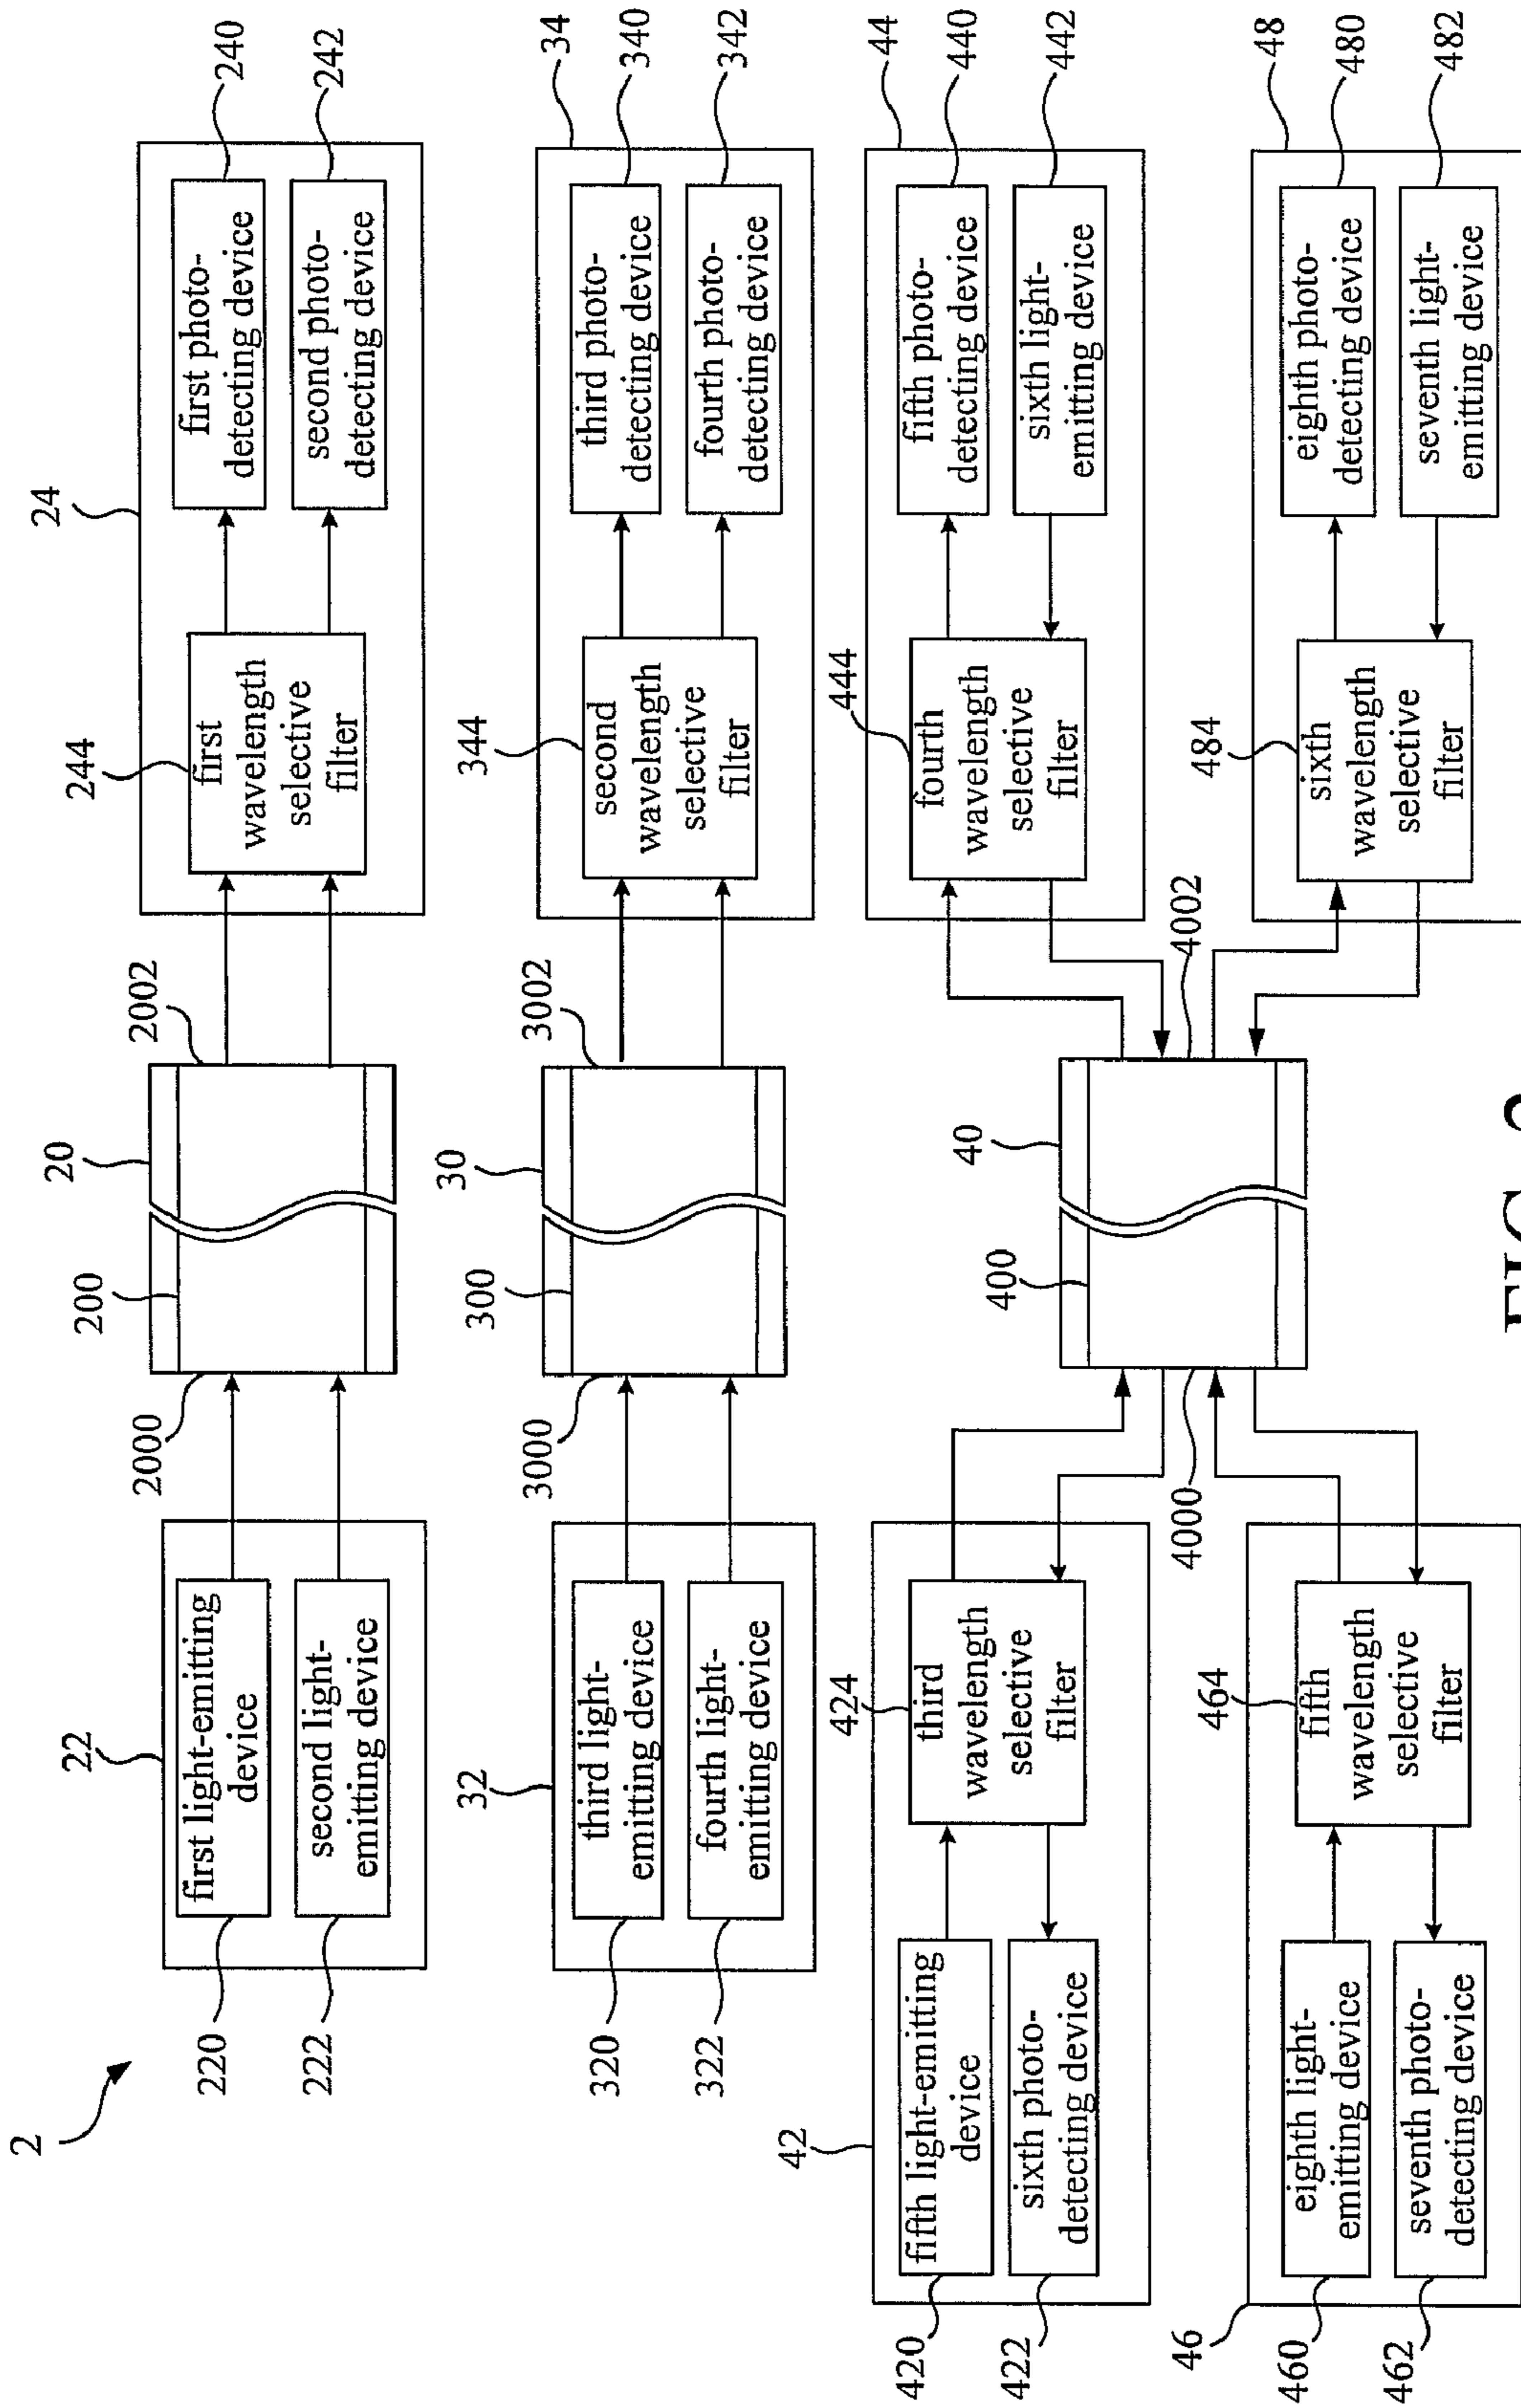 2
22
220
first light-emitting
device
222
second light-
emitting device
2000
200
20
2002
24
244
first
wavelength
selective
filter
first photo-
detecting device
240
second photo-
detecting device
242
32
320
third light-
emitting device
322
fourth light-
emitting device
3000
300
30
3002
34
344
second
wavelength
selective
filter
third photo-
detecting device
340
fourth photo-
detecting device
342
42
420
fifth light-emitting
device
422
sixth photo-
detecting device
424
third
wavelength
selective
filter
4000
400
40
4002
44
444
fourth
wavelength
selective
filter
fifth photo-
detecting device
440
sixth light-
emitting device
442
46
460
eighth light-
emitting device
462
seventh photo-
detecting device
464
fifth
wavelength
selective
filter
48
484
sixth
wavelength
selective
filter
eighth photo-
detecting device
480
seventh light-
emitting device
482